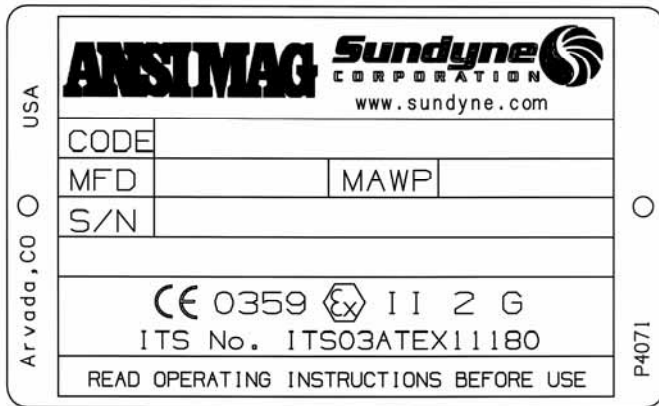 ANSIMAG Sundyne
CORPORATION
www.sundyne.com
CODE
MFD MAWP
S/N
CE 0359 Ex II 2 G
ITS No. ITS03ATEX11180
READ OPERATING INSTRUCTIONS BEFORE USE
Arvada,CO USA
P4071